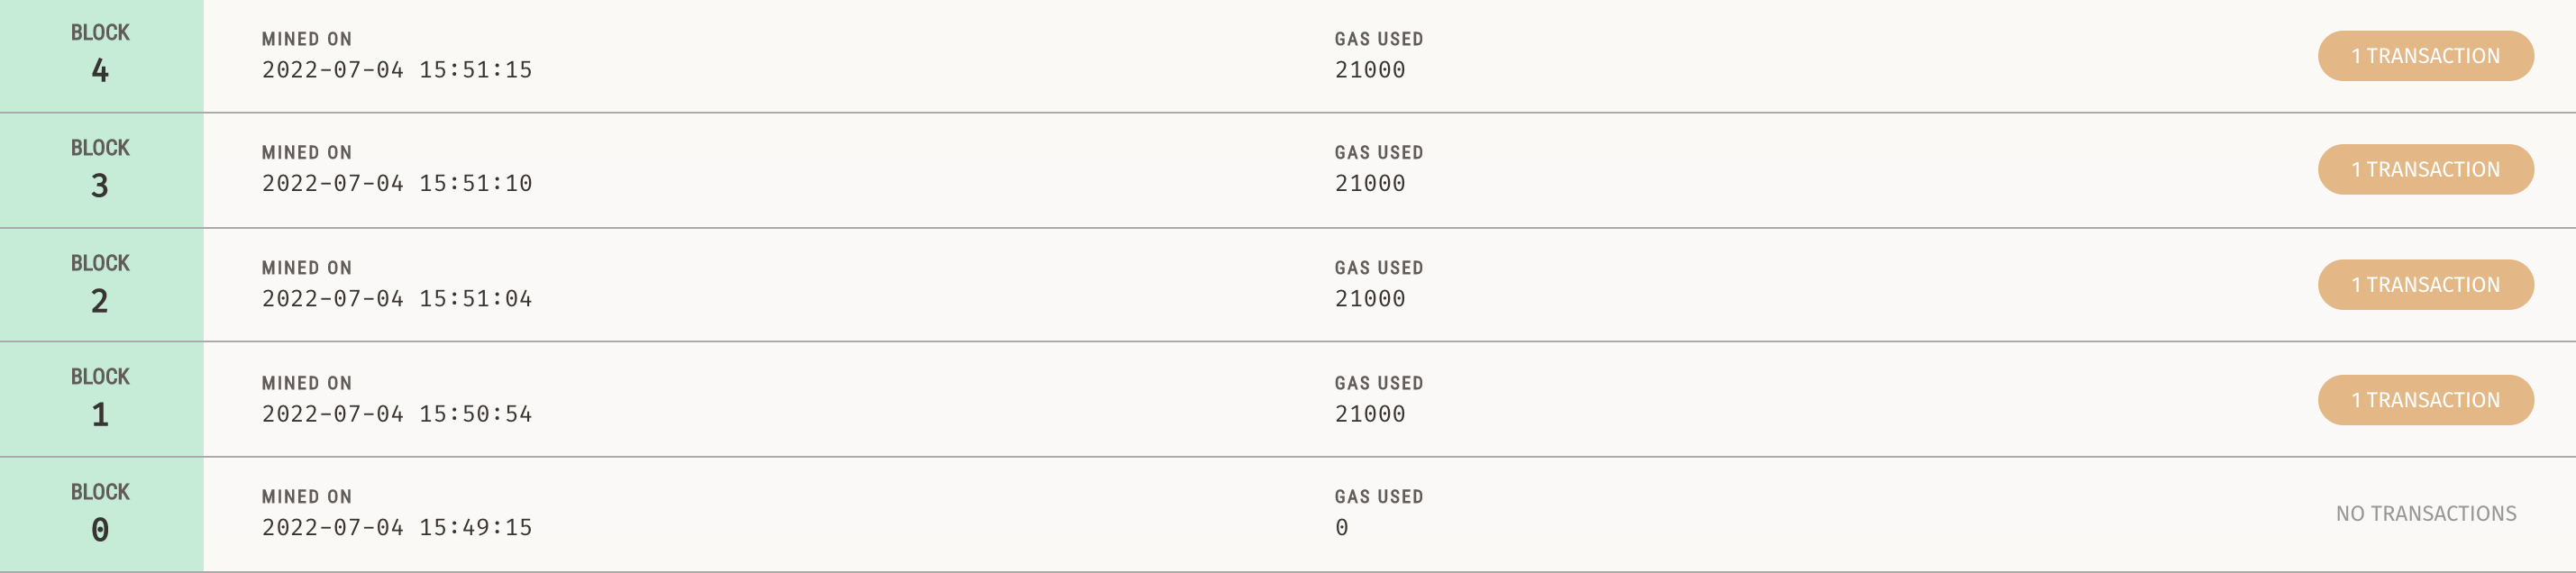 BLOCK
4
MINED ON
2022-07-04 15:51:15
GAS USED
21000
1 TRANSACTION
BLOCK
3
MINED ON
2022-07-04 15:51:10
GAS USED
21000
1 TRANSACTION
BLOCK
2
MINED ON
2022-07-04 15:51:04
GAS USED
21000
1 TRANSACTION
BLOCK
1
MINED ON
2022-07-04 15:50:54
GAS USED
21000
1 TRANSACTION
BLOCK
0
MINED ON
2022-07-04 15:49:15
GAS USED
0
NO TRANSACTIONS